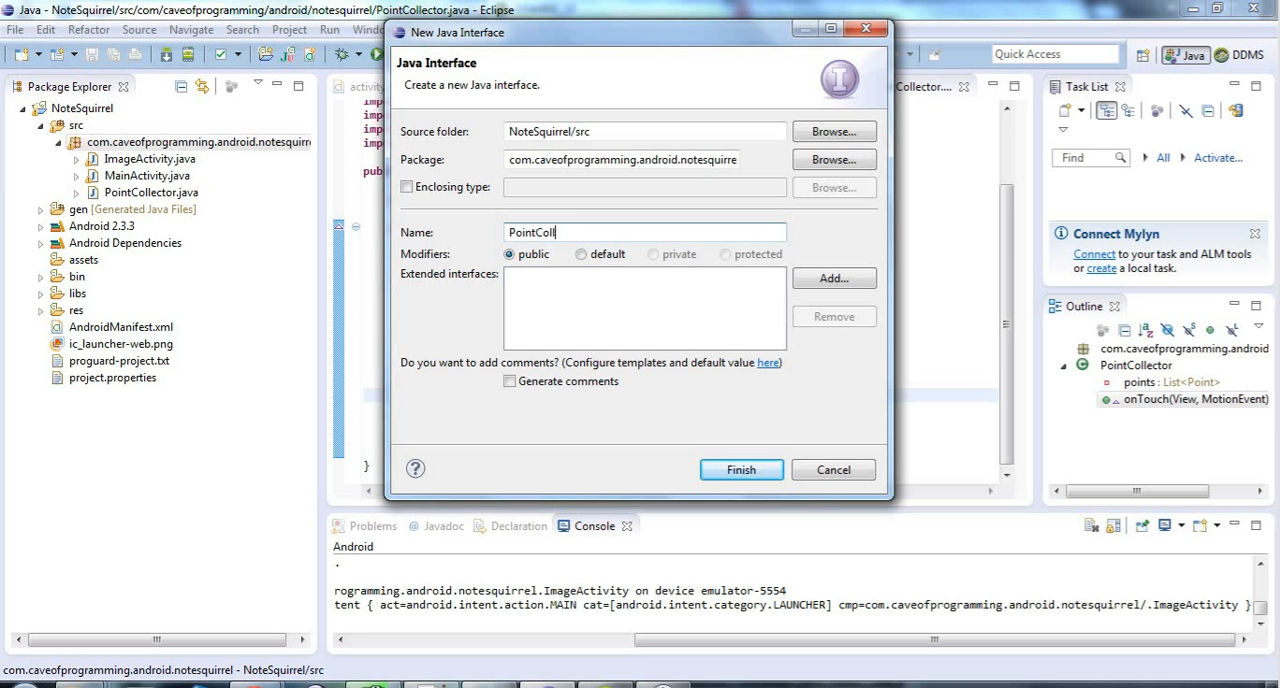 Java - NoteSquirrel/src/com/caveofprogramming/android/notesquirrel/PointCollector.java - Eclipse
File Edit Refactor Source Navigate Search Project Run Windo
Quick Access
Java
DDMS
Package Explorer
NoteSquirrel
src
com.caveofprogramming.android.notesquirre
ImageActivity.java
MainActivity.java
PointCollector.java
gen [Generated Java Files]
Android 2.3.3
Android Dependencies
assets
bin
libs
res
AndroidManifest.xml
ic_launcher-web.png
proguard-project.txt
project.properties
activity
Collector....
impo
impo
impo
publ
}
New Java Interface
Java Interface
Create a new Java interface.
Source folder: NoteSquirrel/src Browse...
Package: com.caveofprogramming.android.notesquirre Browse...
Enclosing type: Browse...
Name: PointColl
Modifiers: public default private protected
Extended interfaces: Add...
Remove
Do you want to add comments? (Configure templates and default value here)
Generate comments
Finish Cancel
Task List
Find All Activate...
Connect Mylyn
Connect to your task and ALM tools
or create a local task.
Outline
com.caveofprogramming.android
PointCollector
points : List<Point>
onTouch(View, MotionEvent)
Problems @ Javadoc Declaration Console
Android
.
rogramming.android.notesquirrel.ImageActivity on device emulator-5554
tent { act=android.intent.action.MAIN cat=[android.intent.category.LAUNCHER] cmp=com.caveofprogramming.android.notesquirrel/.ImageActivity }
com.caveofprogramming.android.notesquirrel - NoteSquirrel/src